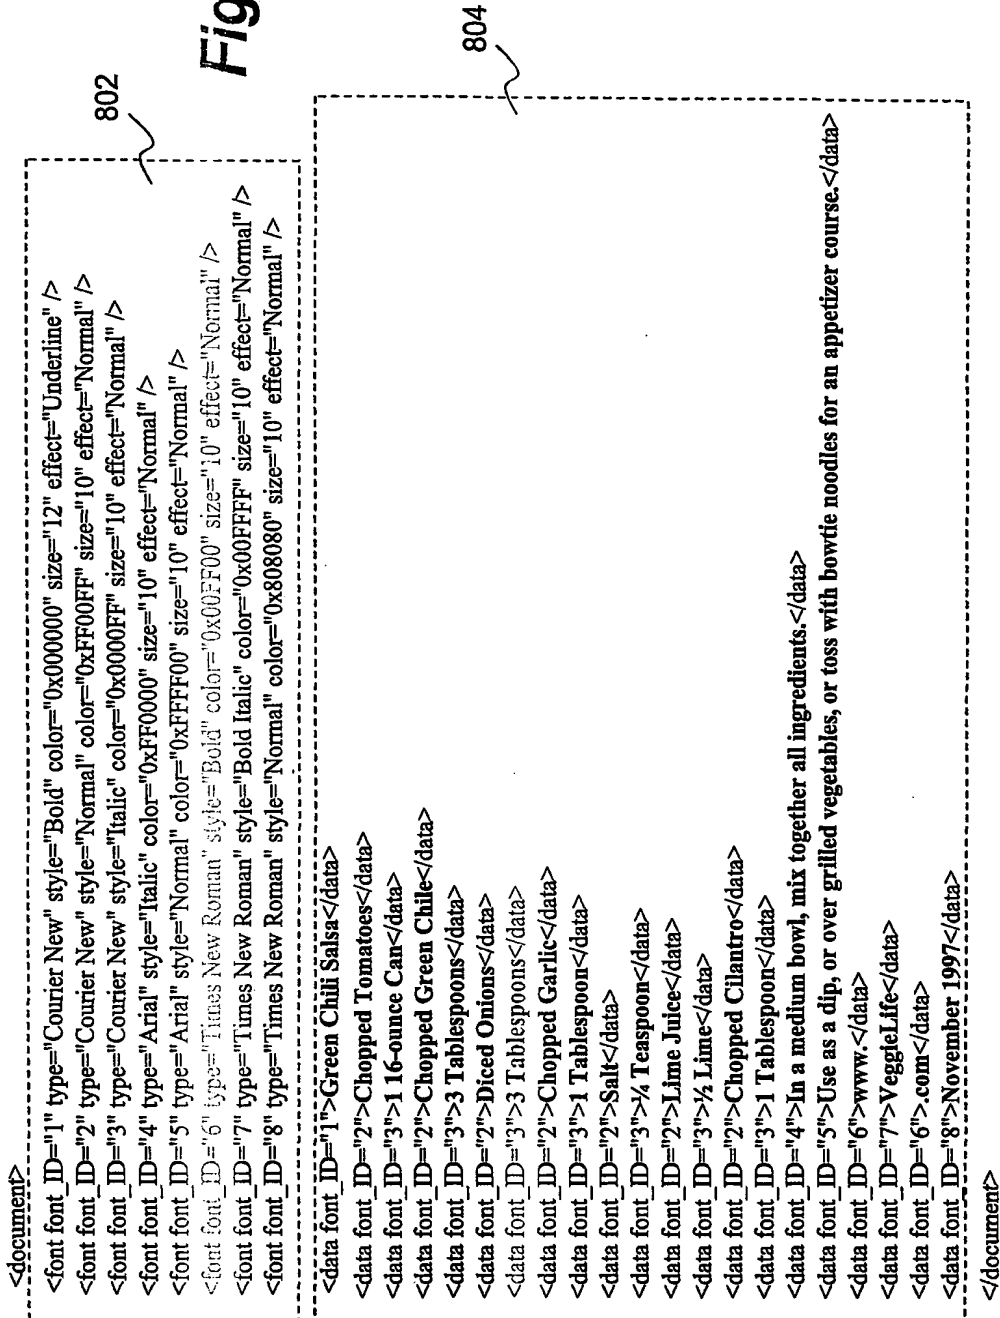 <document>
<font font_ID="1" type="Courier New" style="Bold" color="0x000000" size="12" effect="Underline" />
<font font_ID="2" type="Courier New" style="Normal" color="0xFF00FF" size="10" effect="Normal" />
<font font_ID="3" type="Courier New" style="Italic" color="0x0000FF" size="10" effect="Normal" />
<font font_ID="4" type="Arial" style="Italic" color="0xFF0000" size="10" effect="Normal" />
<font font_ID="5" type="Arial" style="Normal" color="0xFFFF00" size="10" effect="Normal" />
<font font_ID="6" type="Times New Roman" style="Bold" color="0x00FF00" size="10" effect="Normal" />
<font font_ID="7" type="Times New Roman" style="Bold Italic" color="0x00FFFF" size="10" effect="Normal" />
<font font_ID="8" type="Times New Roman" style="Normal" color="0x808080" size="10" effect="Normal" />
802
Fig
<data font_ID="1">Green Chili Salsa</data>
<data font_ID="2">Chopped Tomatoes</data>
<data font_ID="3">1 16-ounce Can</data>
<data font_ID="2">Chopped Green Chile</data>
<data font_ID="3">3 Tablespoons</data>
<data font_ID="2">Diced Onions</data>
<data font_ID="3">3 Tablespoons</data>
<data font_ID="2">Chopped Garlic</data>
<data font_ID="3">1 Tablespoon</data>
<data font_ID="2">Salt</data>
<data font_ID="3">¼ Teaspoon</data>
<data font_ID="2">Lime Juice</data>
<data font_ID="3">½ Lime</data>
<data font_ID="2">Chopped Cilantro</data>
<data font_ID="3">1 Tablespoon</data>
<data font_ID="4">In a medium bowl, mix together all ingredients.</data>
<data font_ID="5">Use as a dip, or over grilled vegetables, or toss with bowtie noodles for an appetizer course.</data>
<data font_ID="6">www.</data>
<data font_ID="7">VeggieLife</data>
<data font_ID="6">.com</data>
<data font_ID="8">November 1997</data>
804
</document>